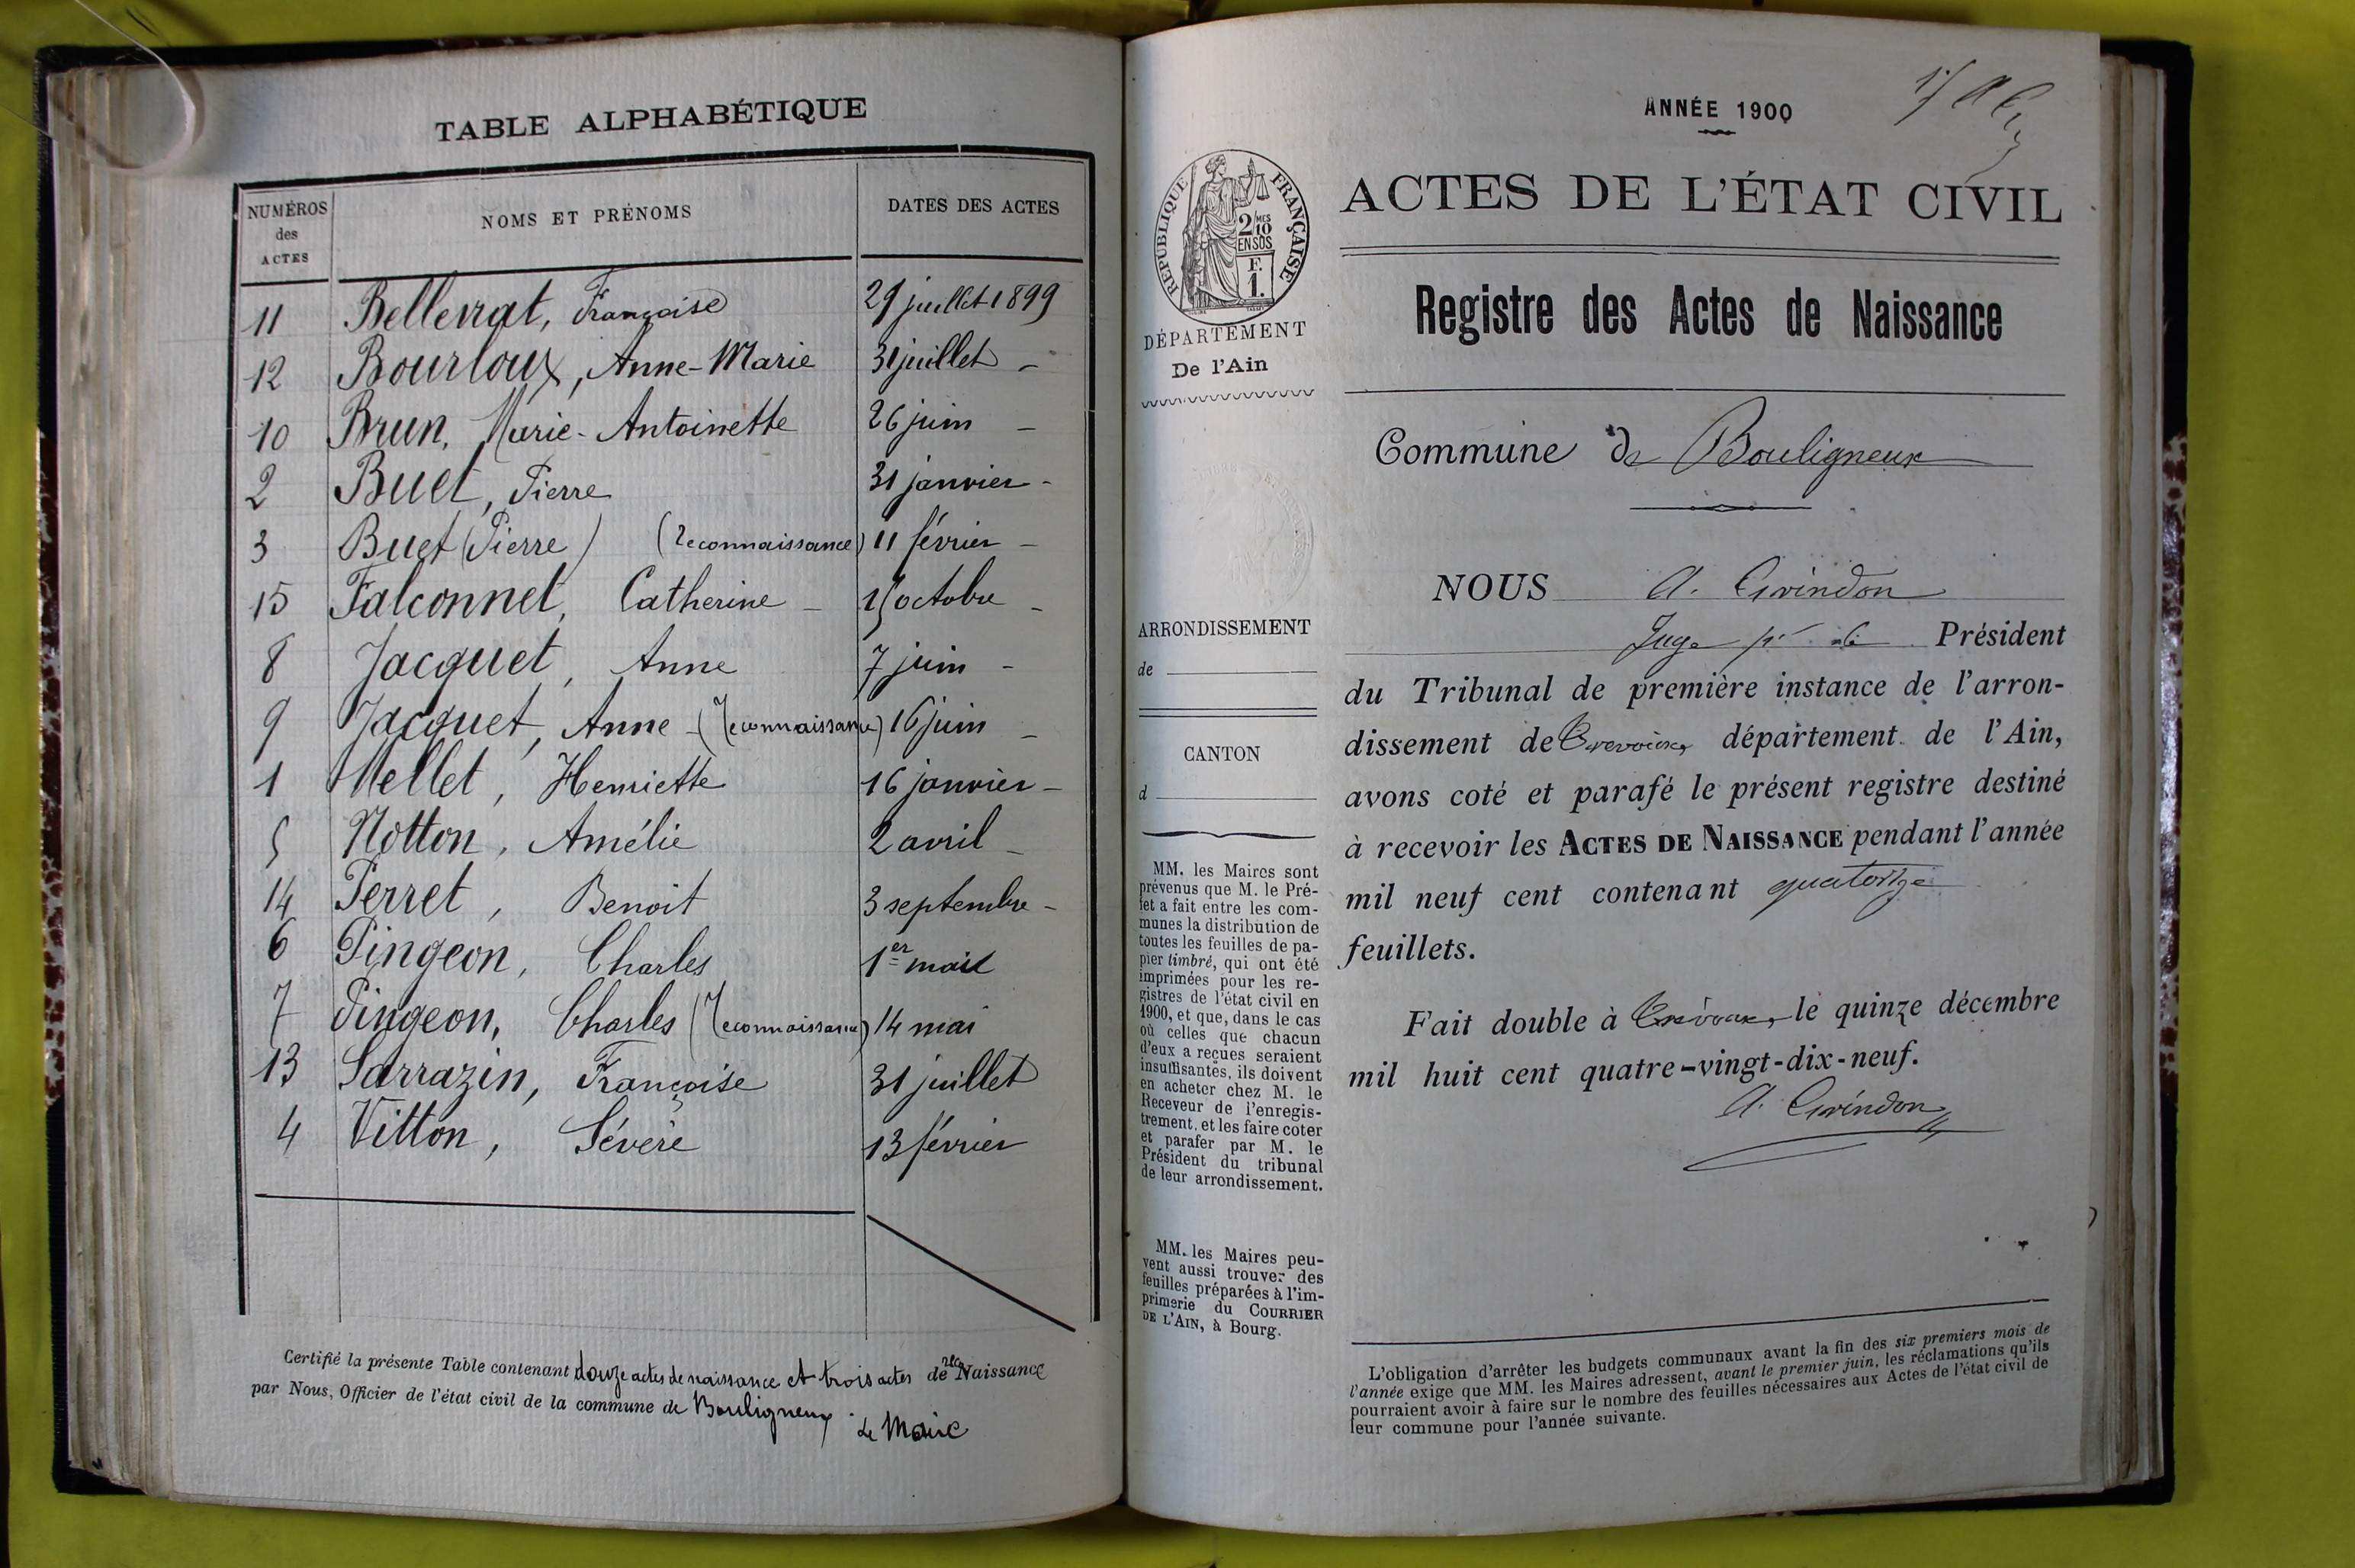 TABLE ALPHABÉTIQUE
NUMÉROS des ACTES NOMS ET PRÉNOMS DATES DES ACTES
11 Bellevrat, Françoise 29 juillet 1899
12 Bourloux, Anne-Marie 31 juillet -
10 Brun, Marie-Antoinette 26 juin -
2 Buet, Pierre 31 janvier -
3 Buet (Pierre) (reconnaissance) 11 février -
15 Falconnet, Catherine - 15 octobre -
8 Jacquet, Anne 7 juin -
9 Jacquet, Anne - (reconnaissance) 16 juin -
1 Mellet, Henriette 16 janvier -
5 Notton, Amélie 2 avril -
14 Perret, Benoit 3 septembre -
6 Pingeon, Charles 1er mai
7 Pingeon, Charles (reconnaissance) 14 mai
13 Sarrazin, Françoise 31 juillet
4 Vitton, Sévère 13 février
Certifié la présente Table contenant douze actes de naissance et trois actes de rec Naissance
par Nous, Officier de l'état civil de la commune de Bouligneux
Le Maire
ANNÉE 1900
RÉPUBLIQUE FRANÇAISE
2 MES 10
EN SUS
F.
1.
DÉPARTEMENT
De l'Ain
ARRONDISSEMENT
de
CANTON
d
MM. les Maires sont
prévenus que M. le Pré-
fet a fait entre les com-
munes la distribution de
toutes les feuilles de pa-
pier timbré, qui ont été
imprimées pour les re-
gistres de l'état civil en
1900, et que, dans le cas
où celles que chacun
d'eux a reçues seraient
insuffisantes, ils doivent
en acheter chez M. le
Receveur de l'enregis-
trement, et les faire coter
et parafer par M. le
Président du tribunal
de leur arrondissement.
MM. les Maires peu-
vent aussi trouver des
feuilles préparées à l'im-
primerie du COURRIER
DE L'AIN, à Bourg.
ACTES DE L'ÉTAT CIVIL
Registre des Actes de Naissance
Commune de Bouligneux
NOUS A.
Juge Président
du Tribunal de première instance de l'arron-
dissement de Trévoux, département de l'Ain,
avons coté et parafé le présent registre destiné
à recevoir les ACTES DE NAISSANCE pendant l'année
mil neuf cent contenant quatorze
feuillets.
Fait double à Trévoux, le quinze décembre
mil huit cent quatre-vingt-dix-neuf.
A.
L'obligation d'arrêter les budgets communaux avant la fin des six premiers mois de
l'année exige que MM. les Maires adressent, avant le premier juin, les réclamations qu'ils
pourraient avoir à faire sur le nombre des feuilles nécessaires aux Actes de l'état civil de
leur commune pour l'année suivante.